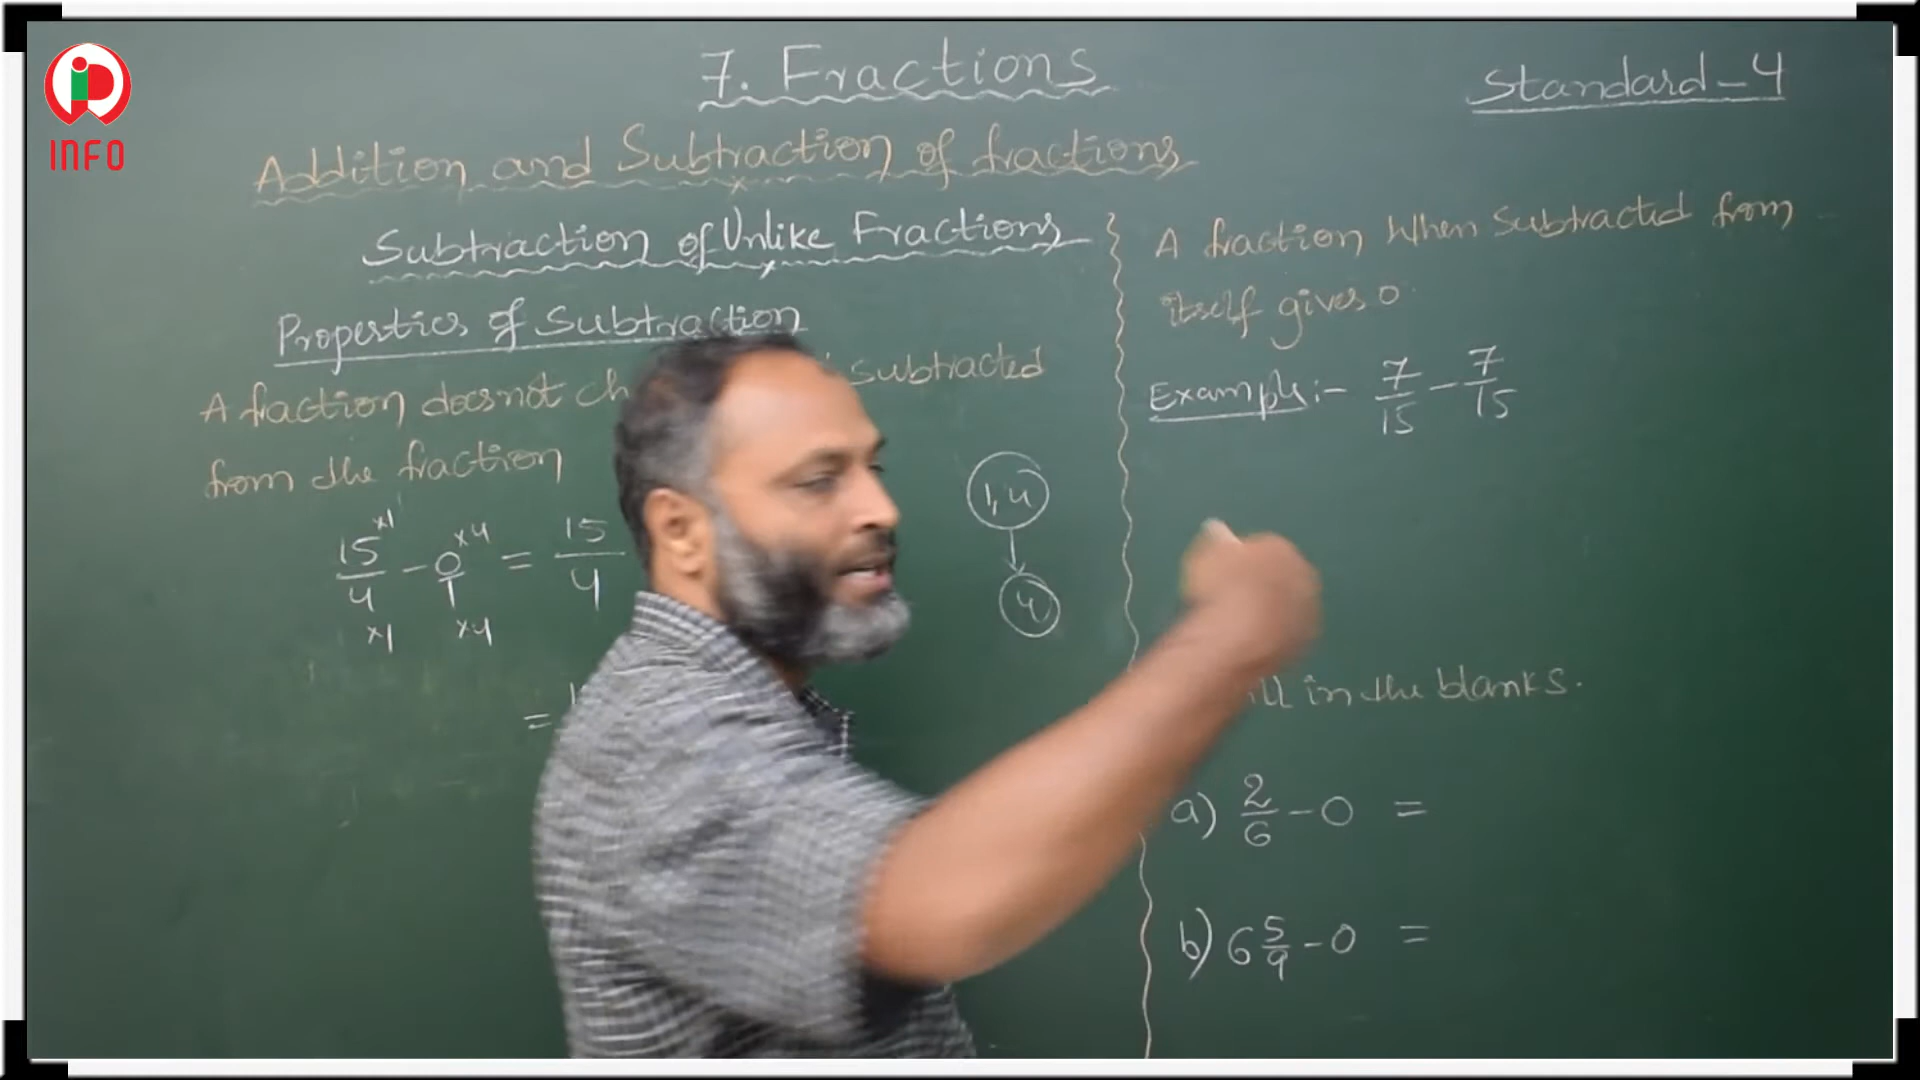 INFO
7. Fractions
Standard-4
Addition and Subtraction of fractions
Subtraction of Unlike Fractions
Properties of Subtraction
A fraction does not ch subtracted
from the fraction
15/4 - 0/1 = 15/4
×1 ×4
×1 ×4
=
1,4
4
A fraction When Subtracted from
itself gives 0.
Example:- 7/15 - 7/15
ill in the blanks.
a) 2/6 - 0 =
b) 6 5/9 - 0 =